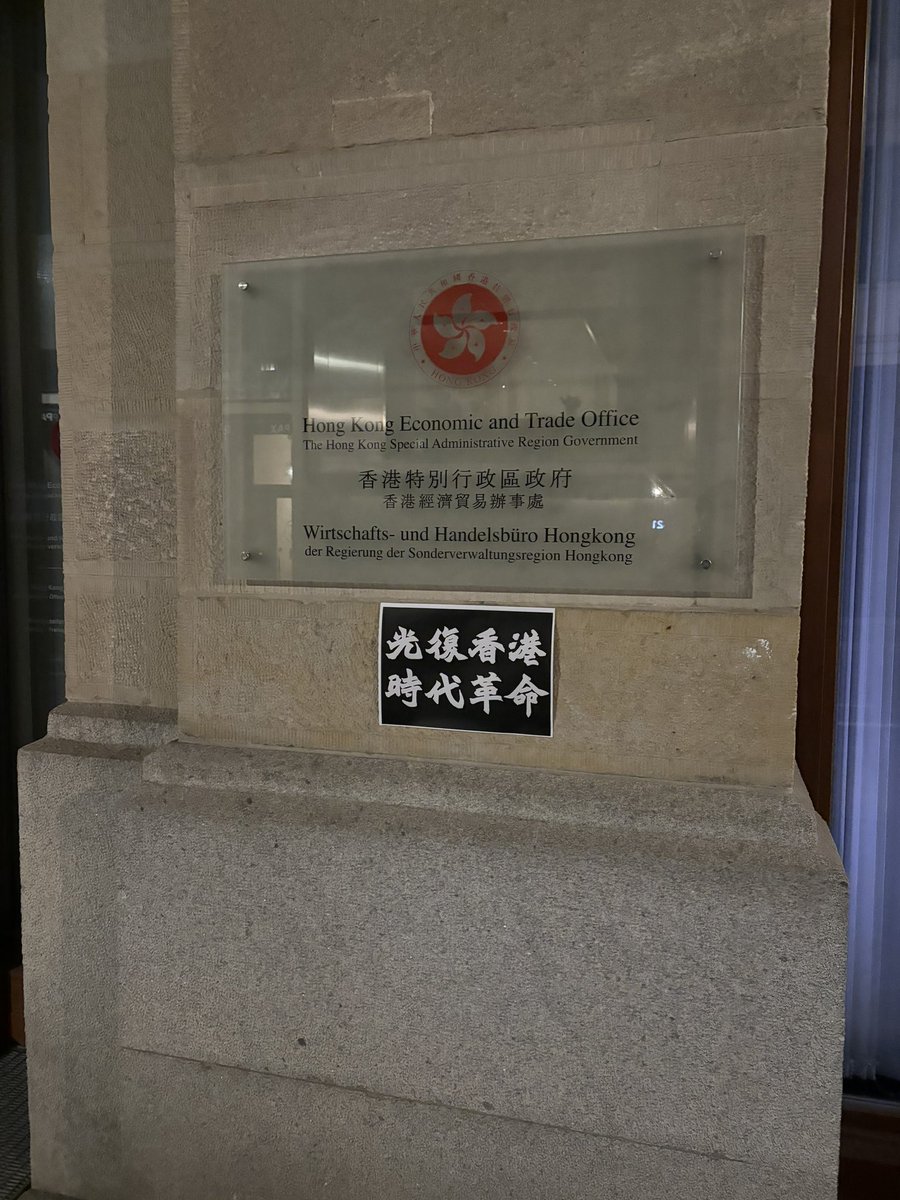 HONG KONG
Hong Kong Economic and Trade Office
The Hong Kong Special Administrative Region Government
香港特別行政區政府
香港經濟貿易辦事處
Wirtschafts- und Handelsbüro Hongkong
der Regierung der Sonderverwaltungsregion Hongkong
光復香港
時代革命